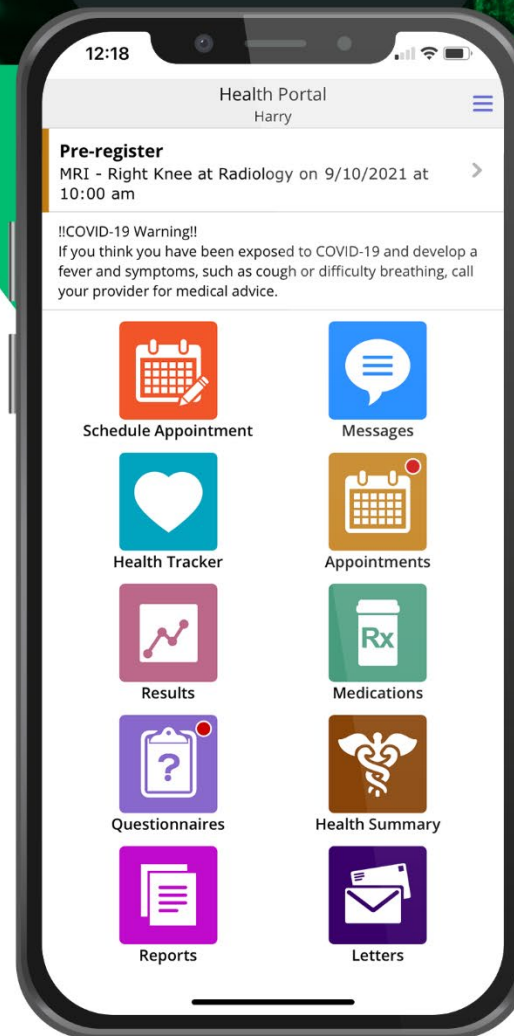 12:18
Health Portal
Harry
Pre-register
MRI - Right Knee at Radiology on 9/10/2021 at
10:00 am
!!COVID-19 Warning!!
If you think you have been exposed to COVID-19 and develop a
fever and symptoms, such as cough or difficulty breathing, call
your provider for medical advice.
Schedule Appointment
Messages
Health Tracker
Appointments
Results
Rx
Medications
?
Questionnaires
Health Summary
Reports
Letters